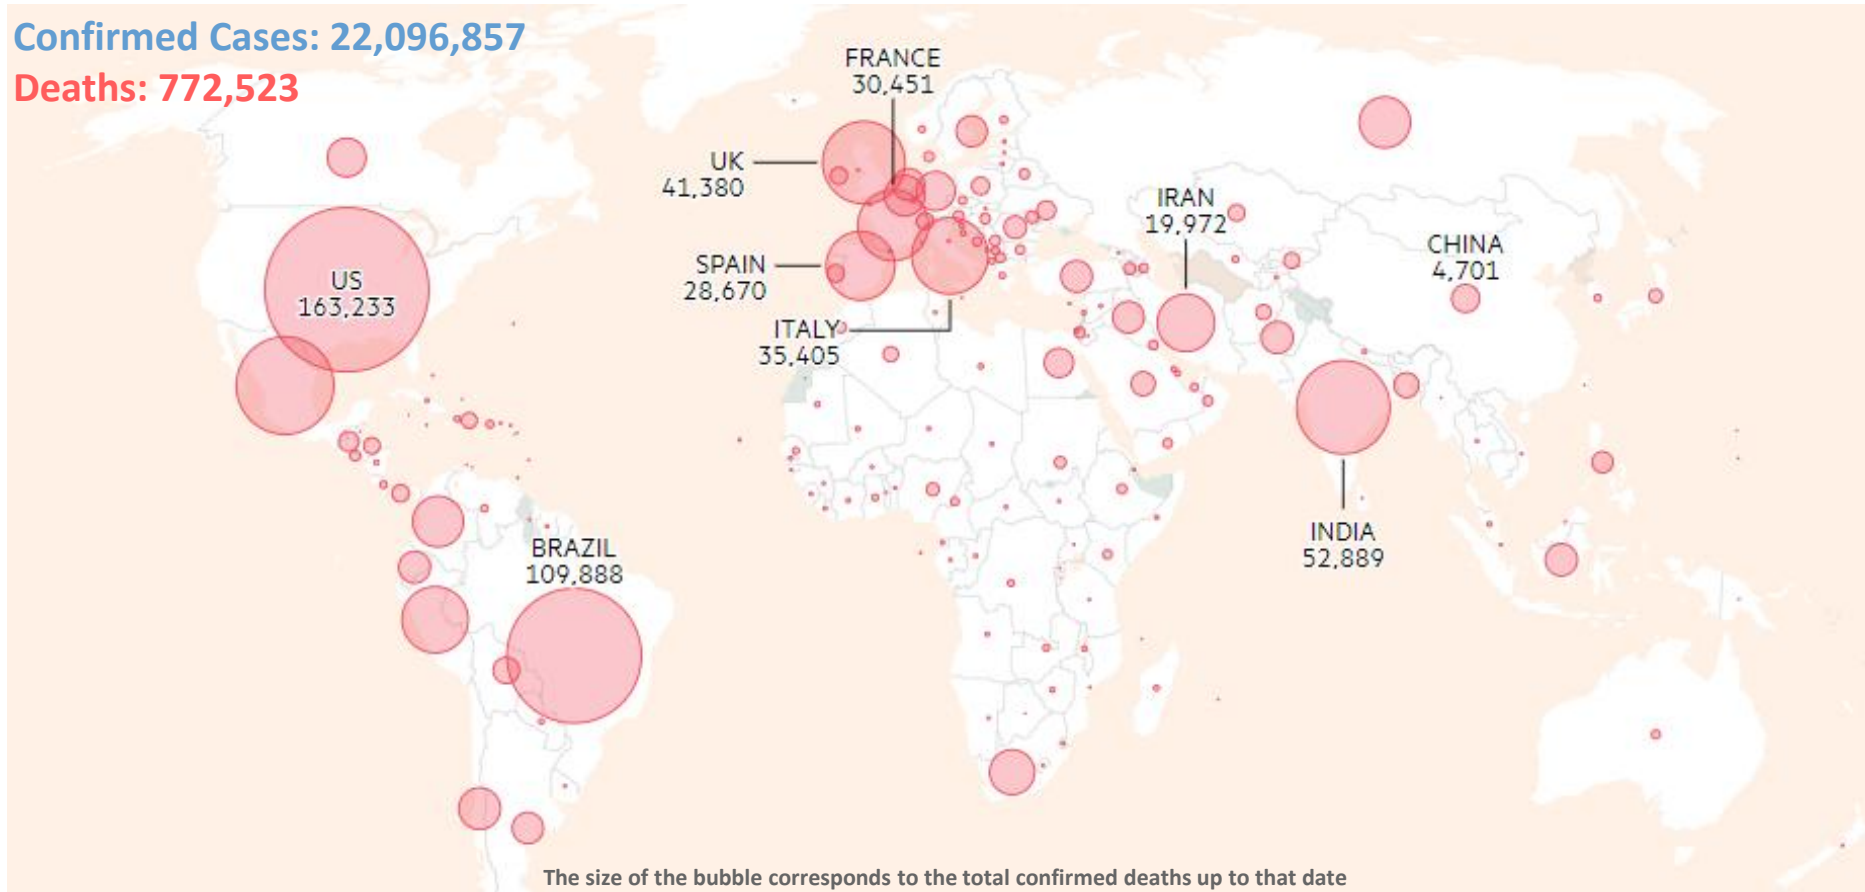 Confirmed Cases: 22,096,857
Deaths: 772,523
FRANCE
30,451
UK
41,380
IRAN
19,972
CHINA
4,701
SPAIN
28,670
US
163,233
ITALY
35,405
INDIA
52,889
BRAZIL
109,888
The size of the bubble corresponds to the total confirmed deaths up to that date